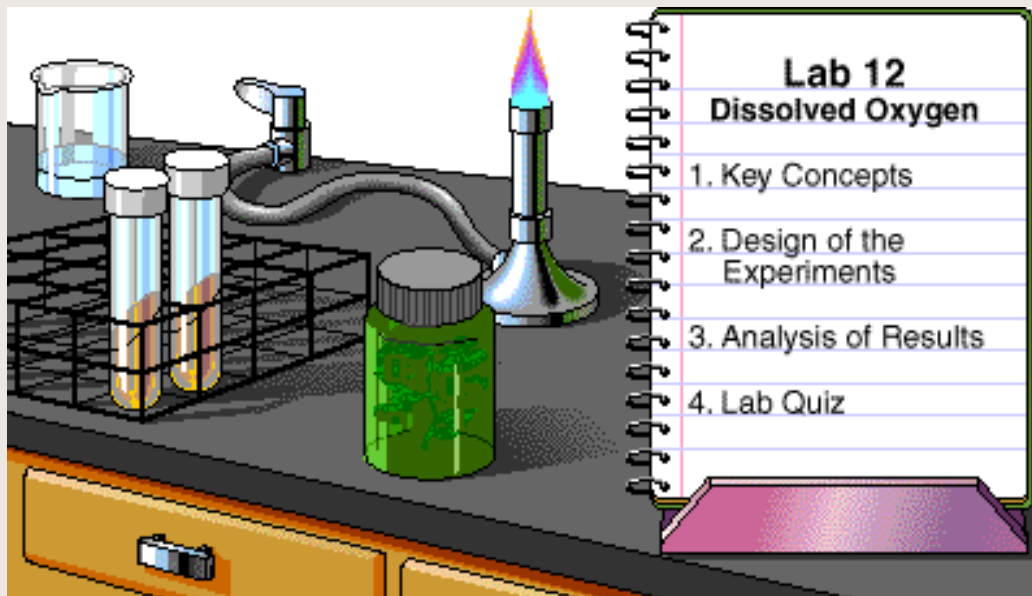 Lab 12
Dissolved Oxygen
1. Key Concepts
2. Design of the
Experiments
3. Analysis of Results
4. Lab Quiz